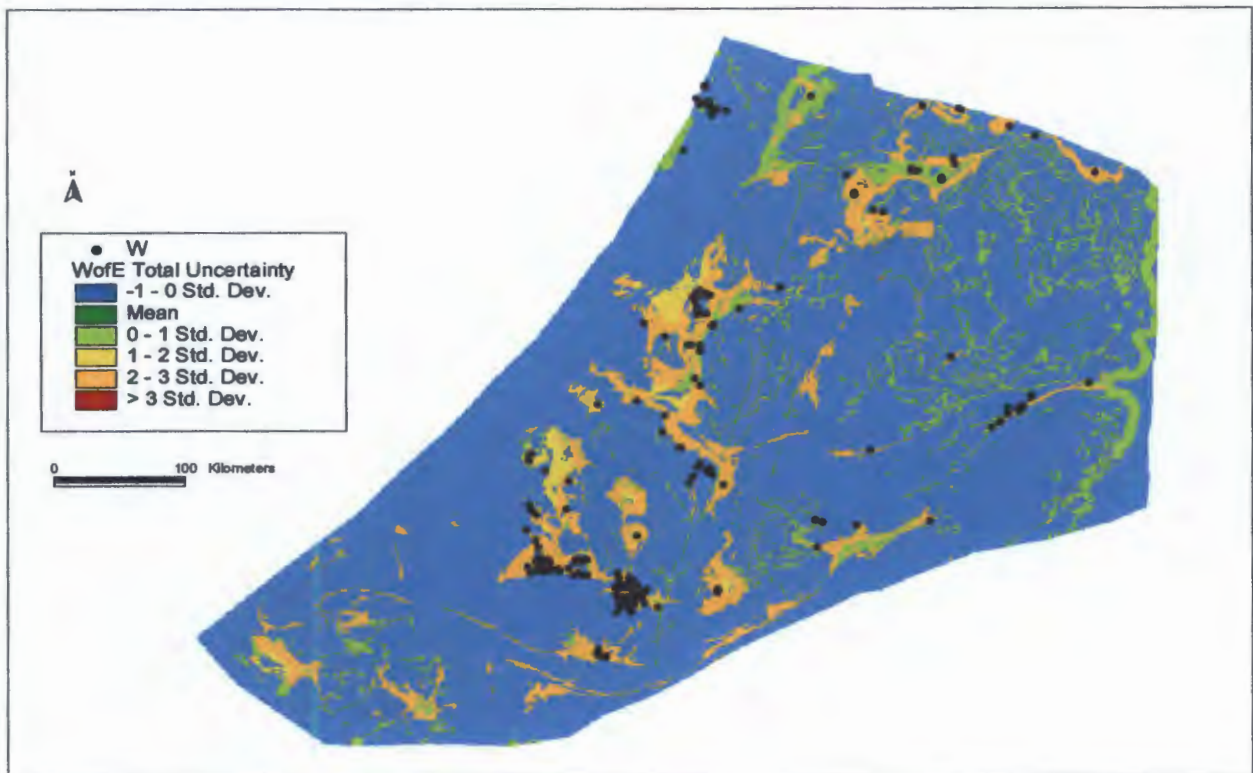 W
WofE Total Uncertainty
-1 - 0 Std. Dev.
Mean
0 - 1 Std. Dev.
1 - 2 Std. Dev.
2 - 3 Std. Dev.
> 3 Std. Dev.
0 100 Kilometers